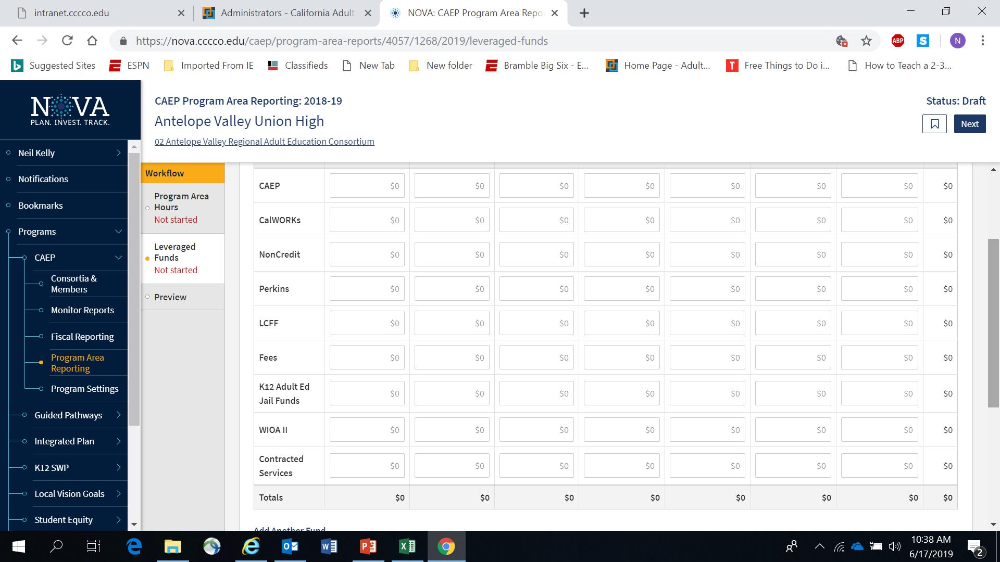 intranet.cccco.edu
Administrators - California Adult
NOVA: CAEP Program Area Repo
https://nova.cccco.edu/caep/program-area-reports/4057/1268/2019/leveraged-funds
ABP
S
N
Suggested Sites
ESPN
Imported From IE
Classifieds
New Tab
New folder
Bramble Big Six - E...
Home Page - Adult...
T
Free Things to Do i...
How to Teach a 2-3...
NOVA
PLAN. INVEST. TRACK.
CAEP Program Area Reporting: 2018-19
Antelope Valley Union High
02 Antelope Valley Regional Adult Education Consortium
Status: Draft
Next
Neil Kelly
Notifications
Bookmarks
Programs
CAEP
Consortia &
Members
Monitor Reports
Fiscal Reporting
Program Area
Reporting
Program Settings
Guided Pathways
Integrated Plan
K12 SWP
Local Vision Goals
Student Equity
Workflow
Program Area
Hours
Not started
Leveraged
Funds
Not started
Preview
CAEP $0 $0 $0 $0 $0 $0 $0 $0
CalWORKs $0 $0 $0 $0 $0 $0 $0 $0
NonCredit $0 $0 $0 $0 $0 $0 $0 $0
Perkins $0 $0 $0 $0 $0 $0 $0 $0
LCFF $0 $0 $0 $0 $0 $0 $0 $0
Fees $0 $0 $0 $0 $0 $0 $0 $0
K12 Adult Ed
Jail Funds $0 $0 $0 $0 $0 $0 $0 $0
WIOA II $0 $0 $0 $0 $0 $0 $0 $0
Contracted
Services $0 $0 $0 $0 $0 $0 $0 $0
Totals $0 $0 $0 $0 $0 $0 $0 $0
Add Another Fund
10:38 AM
6/17/2019
2